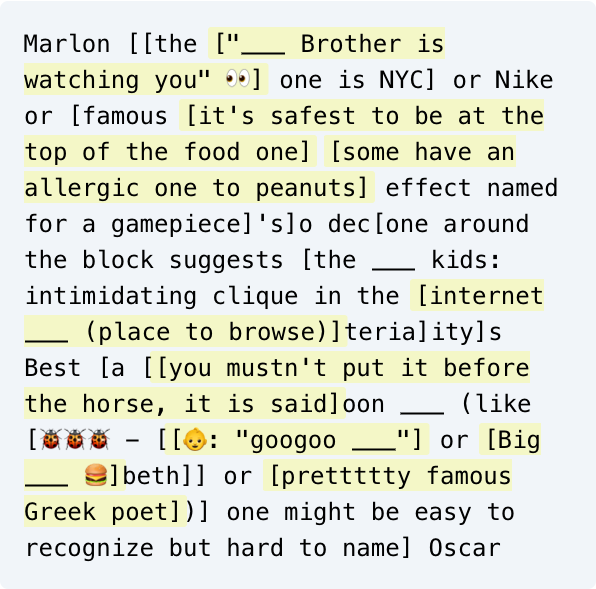 Marlon [[the ["___ Brother is
watching you" 👀] one is NYC] or Nike
or [famous [it's safest to be at the
top of the food one] [some have an
allergic one to peanuts] effect named
for a gamepiece]'s]o dec[one around
the block suggests [the ___ kids:
intimidating clique in the [internet
___ (place to browse)]teria]ity]s
Best [a [[you mustn't put it before
the horse, it is said]oon ___ (like
[🐞🐞🐞 – [[👶: "googoo ___"] or [Big
___ 🍔]beth]] or [prettttty famous
Greek poet])] one might be easy to
recognize but hard to name] Oscar